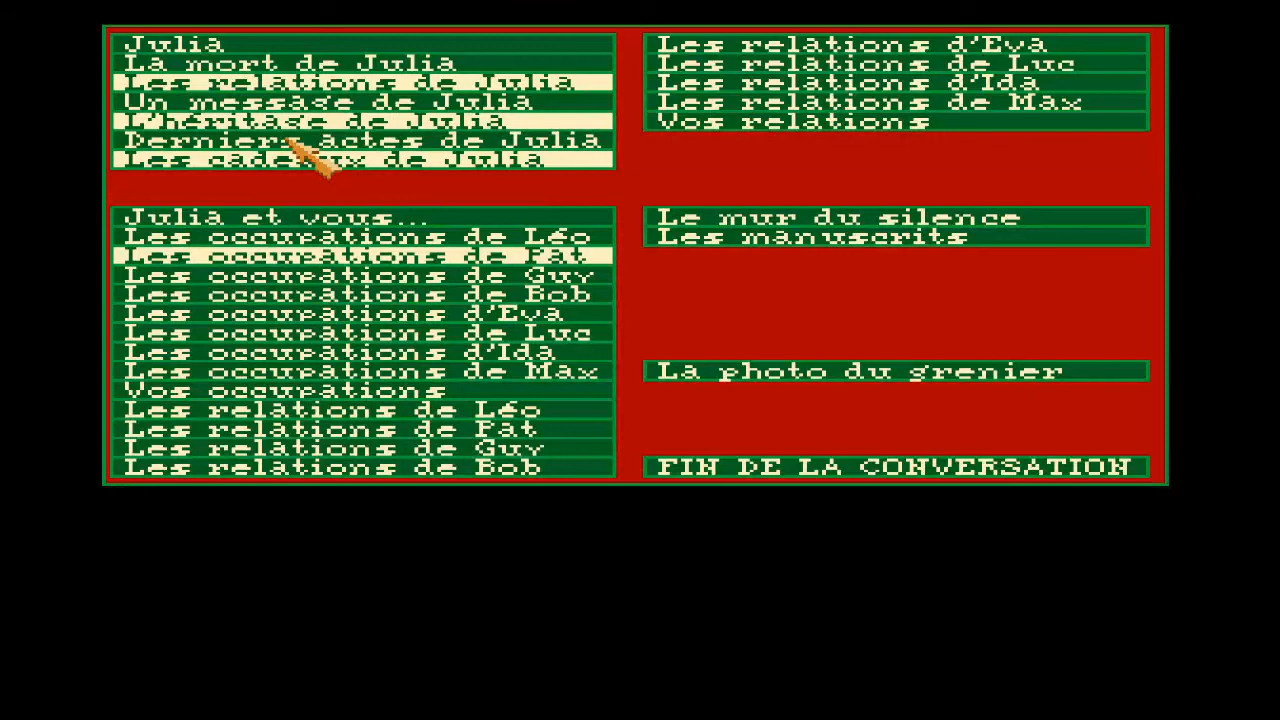 Julia
La mort de Julia
Les relations de Julia
Un message de Julia
L'héritage de Julia
Derniers actes de Julia
Les cadeaux de Julia
Julia et vous...
Les occupations de Léo
Les occupations de Pat
Les occupations de Guy
Les occupations de Bob
Les occupations d'Eva
Les occupations de Luc
Les occupations d'Ida
Les occupations de Max
Vos occupations
Les relations de Léo
Les relations de Pat
Les relations de Guy
Les relations de Bob
Les relations d'Eva
Les relations de Luc
Les relations d'Ida
Les relations de Max
Vos relations
Le mur du silence
Les manuscrits
La photo du grenier
FIN DE LA CONVERSATION